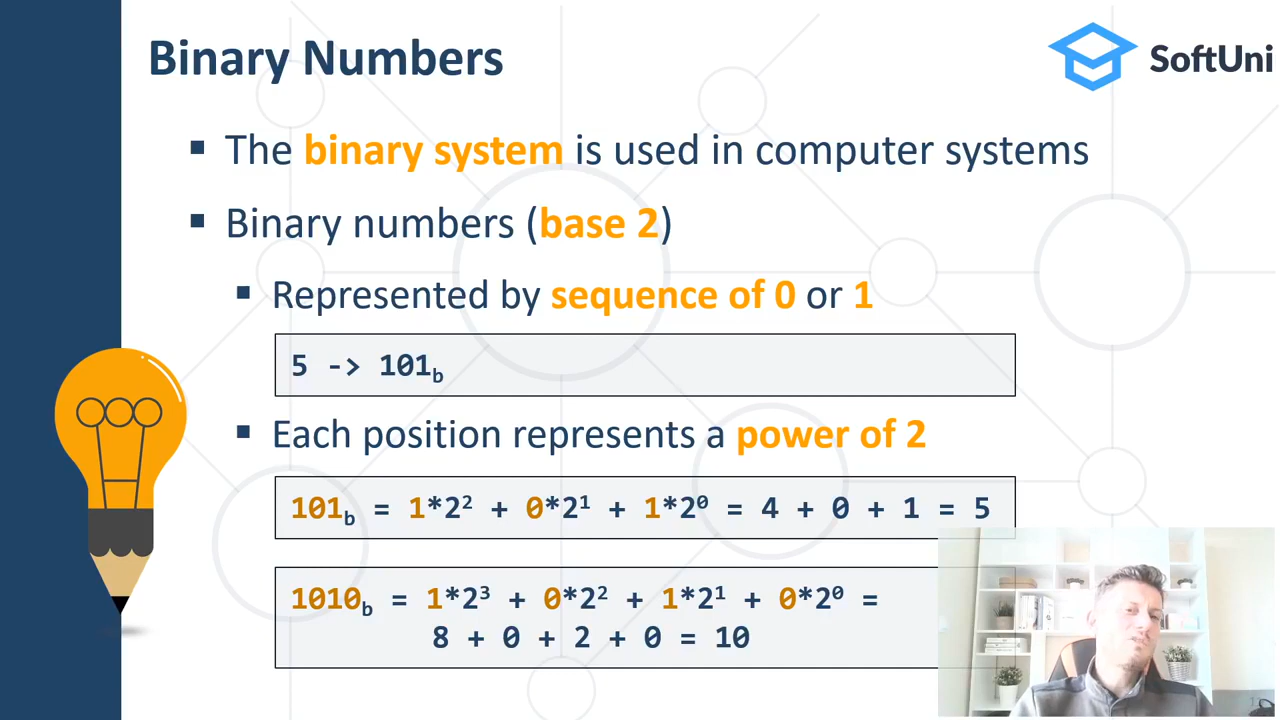 Binary Numbers
SoftUni
▪ The binary system is used in computer systems
▪ Binary numbers (base 2)
▪ Represented by sequence of 0 or 1
5 -> 101b
▪ Each position represents a power of 2
101b = 1*2² + 0*2¹ + 1*2⁰ = 4 + 0 + 1 = 5
1010b = 1*2³ + 0*2² + 1*2¹ + 0*2⁰ =
8 + 0 + 2 + 0 = 10